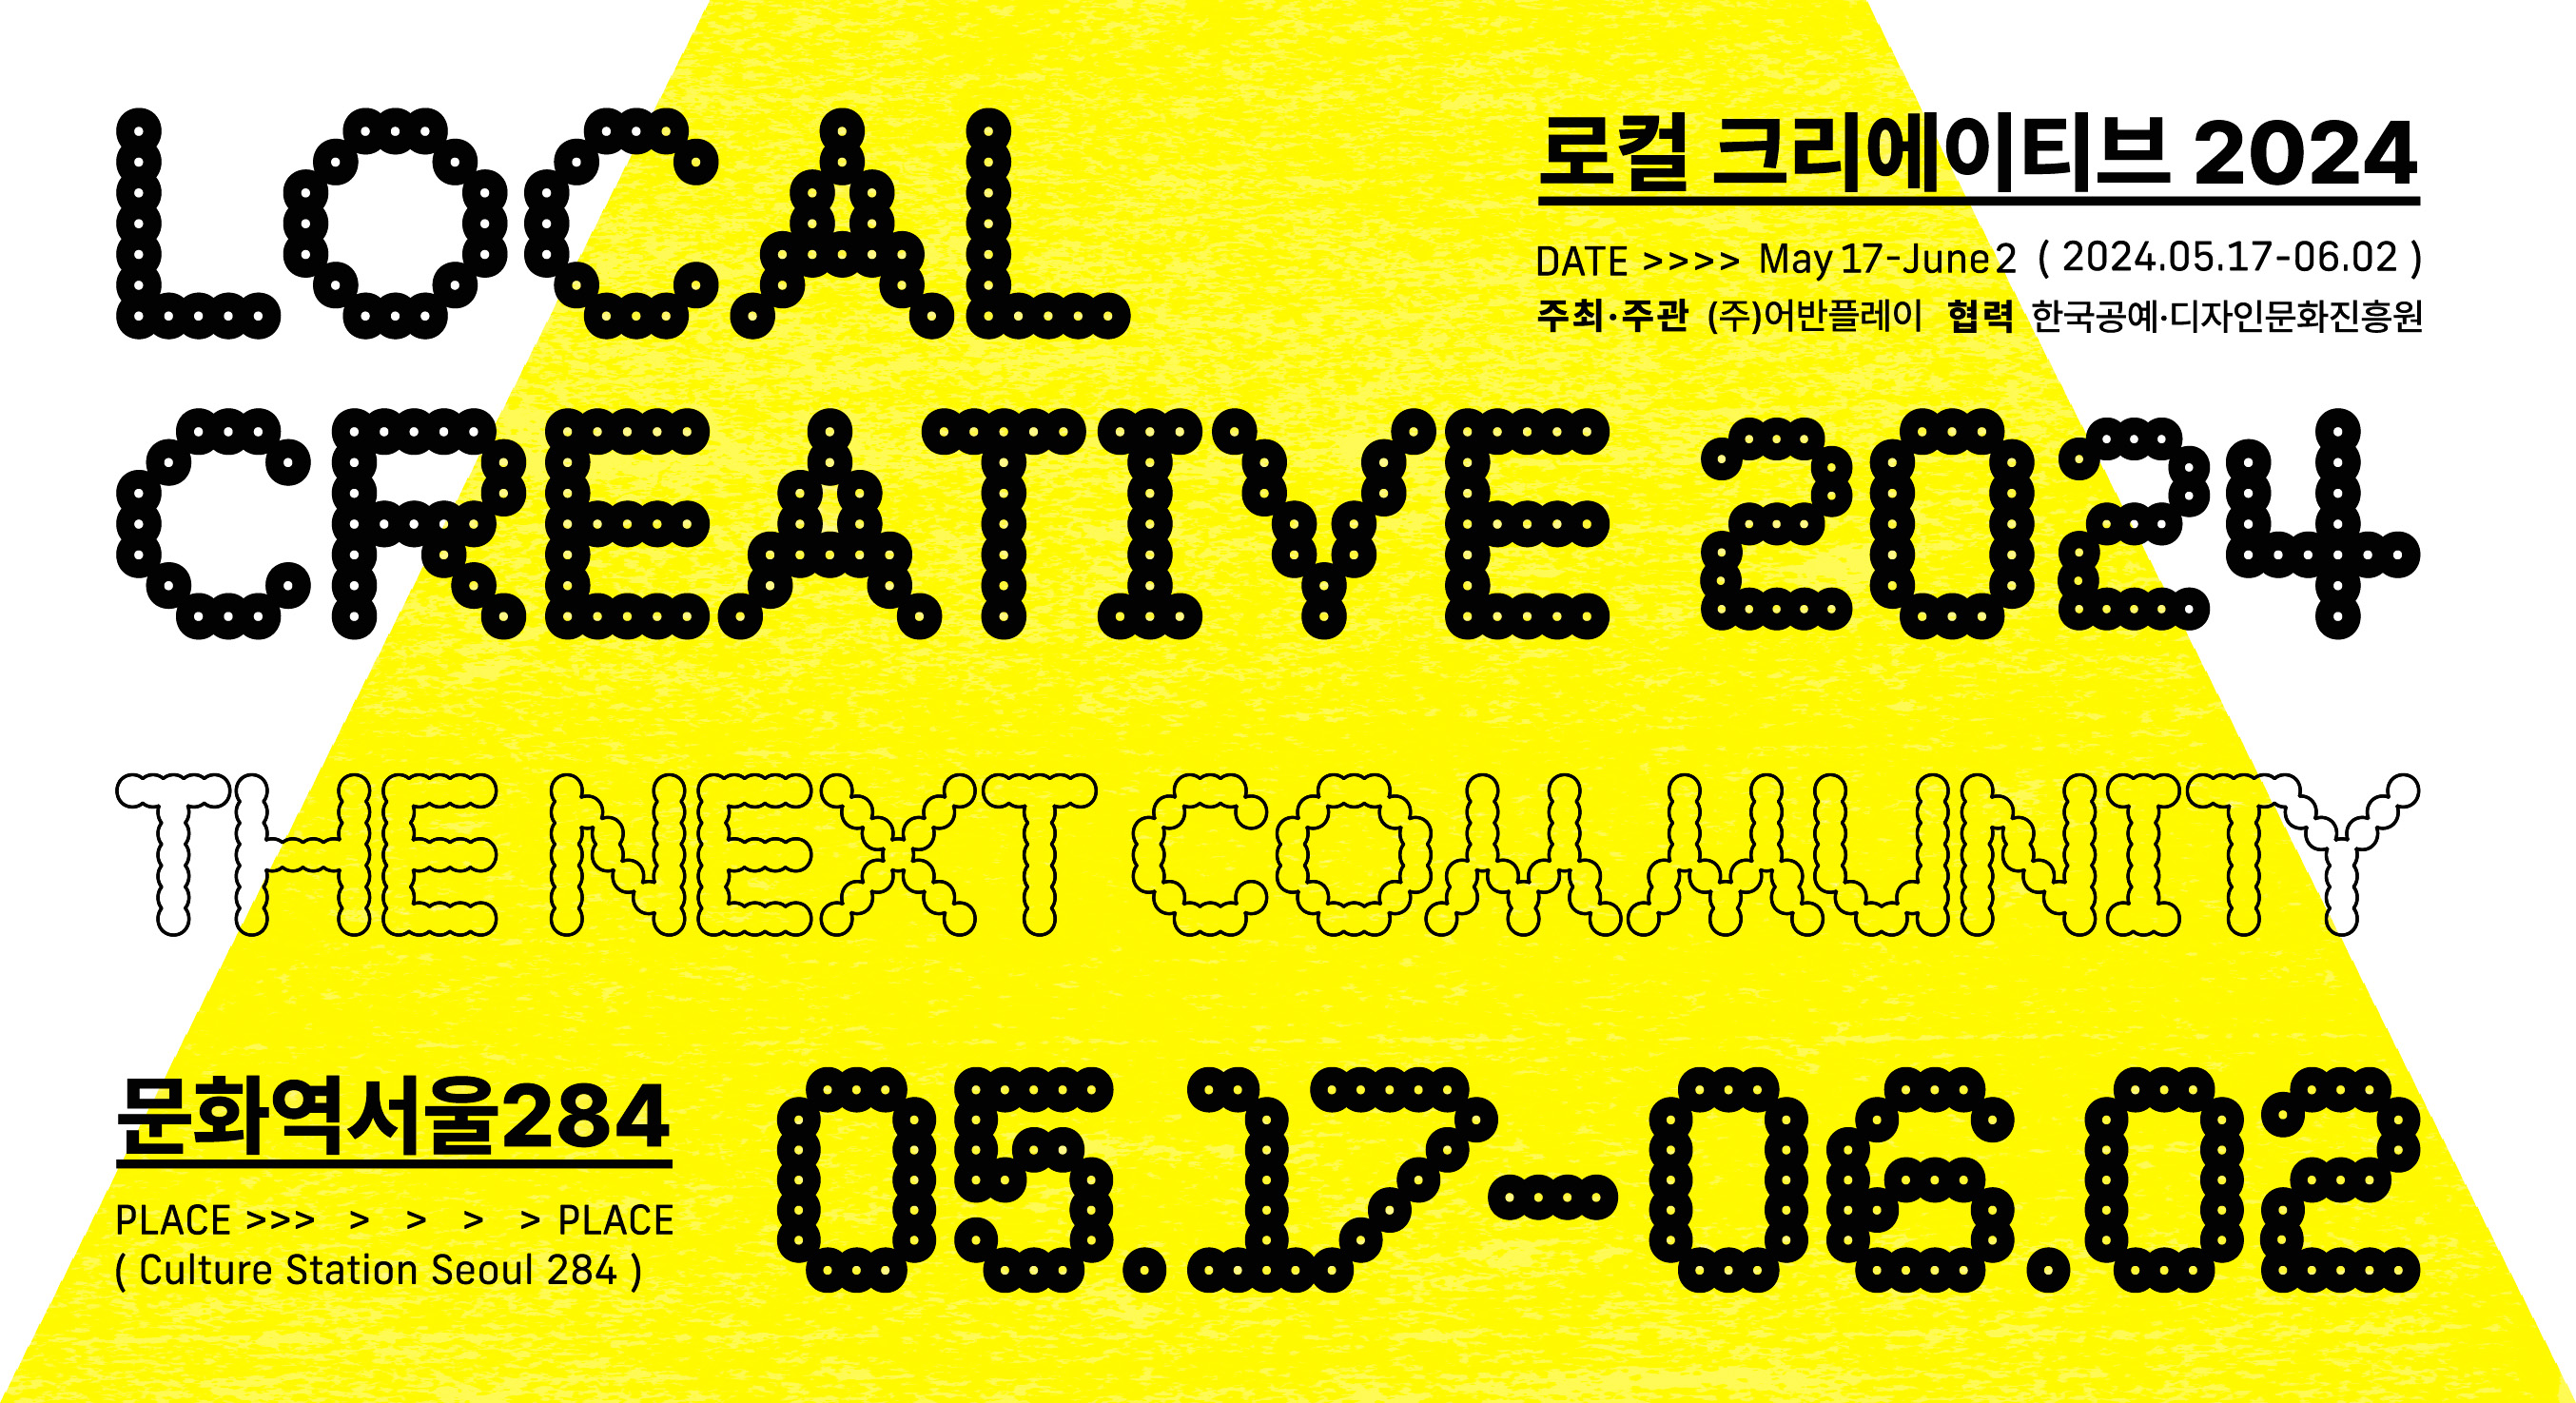 LOCAL
로컬 크리에이티브 2024
DATE >>>> May 17-June 2 ( 2024.05.17-06.02 )
주최·주관 (주)어반플레이 협력 한국공예·디자인문화진흥원
CREATIVE 2024
THE NEXT COMMUNITY
문화역서울284
PLACE >>> > > > > PLACE
( Culture Station Seoul 284 )
05.17-06.02